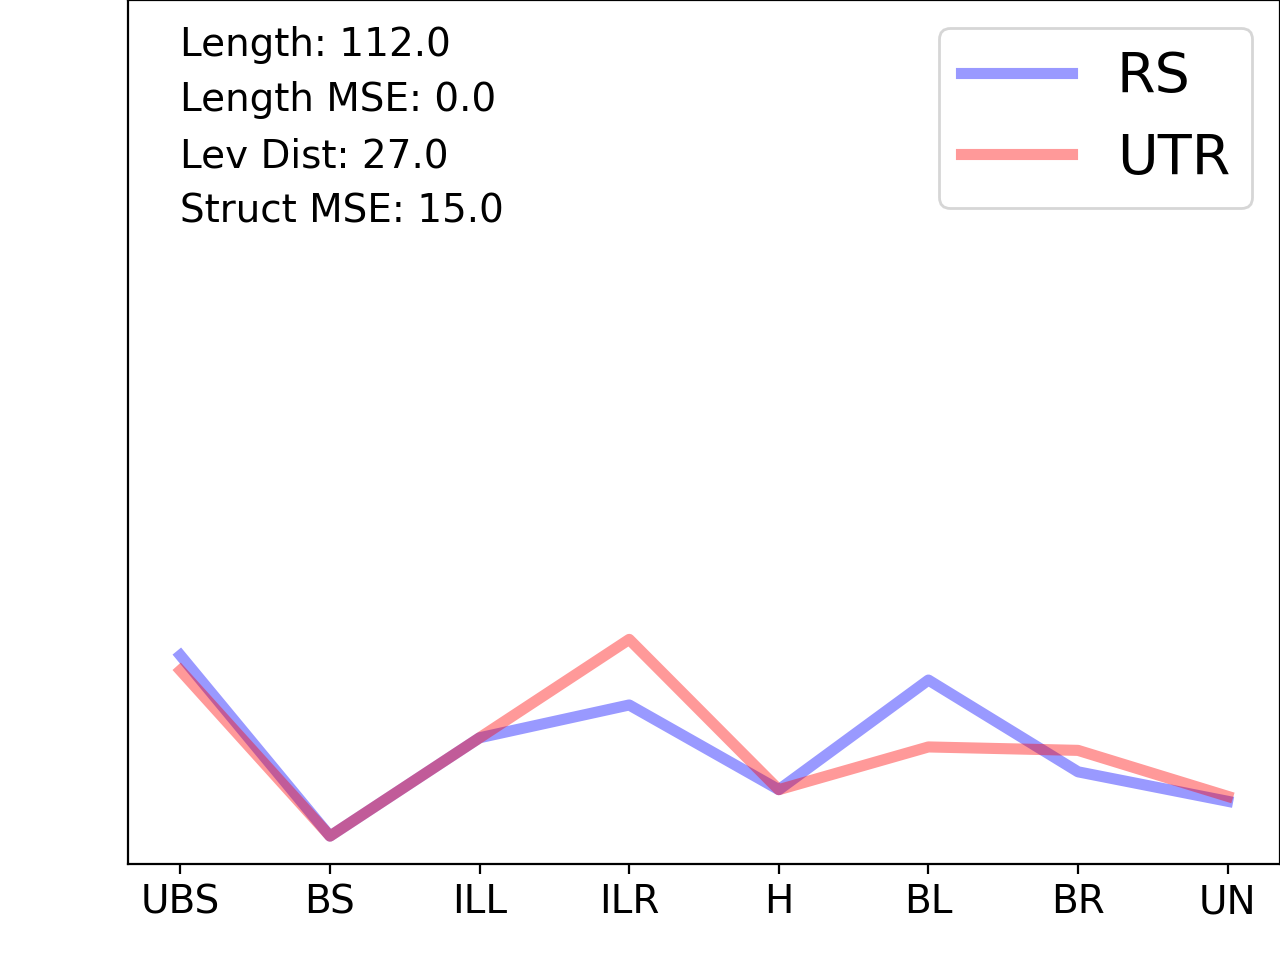 Length: 112.0
Length MSE: 0.0
Lev Dist: 27.0
Struct MSE: 15.0
RS
UTR
UBS BS ILL ILR H BL BR UN